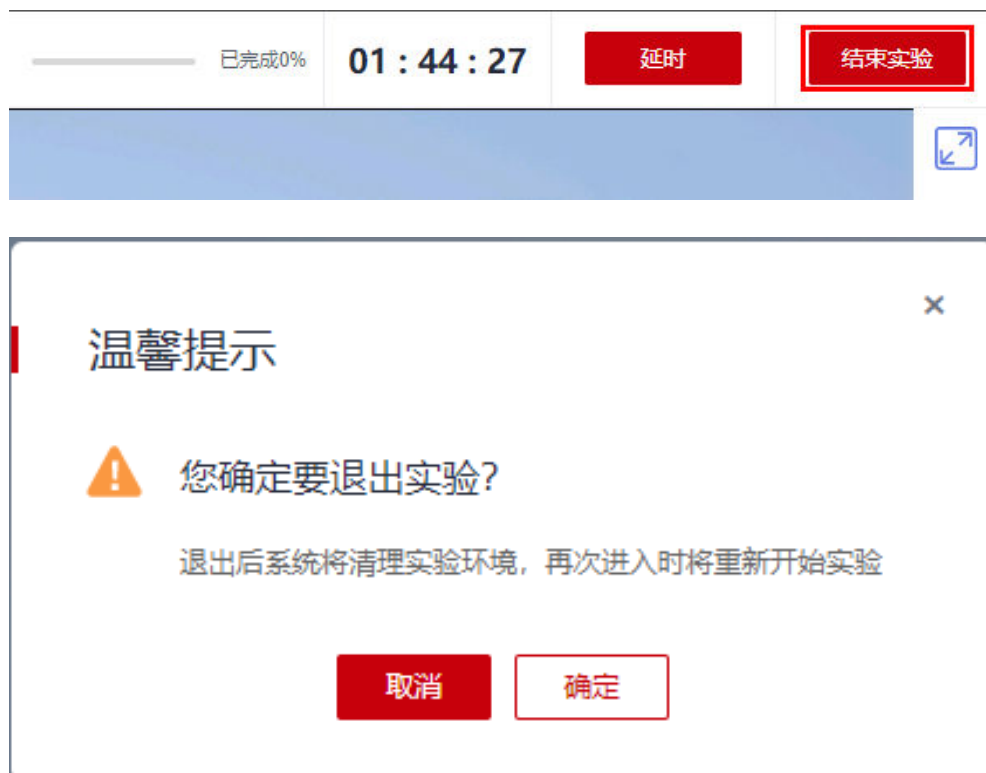 已完成0% 01 : 44 : 27 延时 结束实验
温馨提示
您确定要退出实验?
退出后系统将清理实验环境，再次进入时将重新开始实验
取消 确定